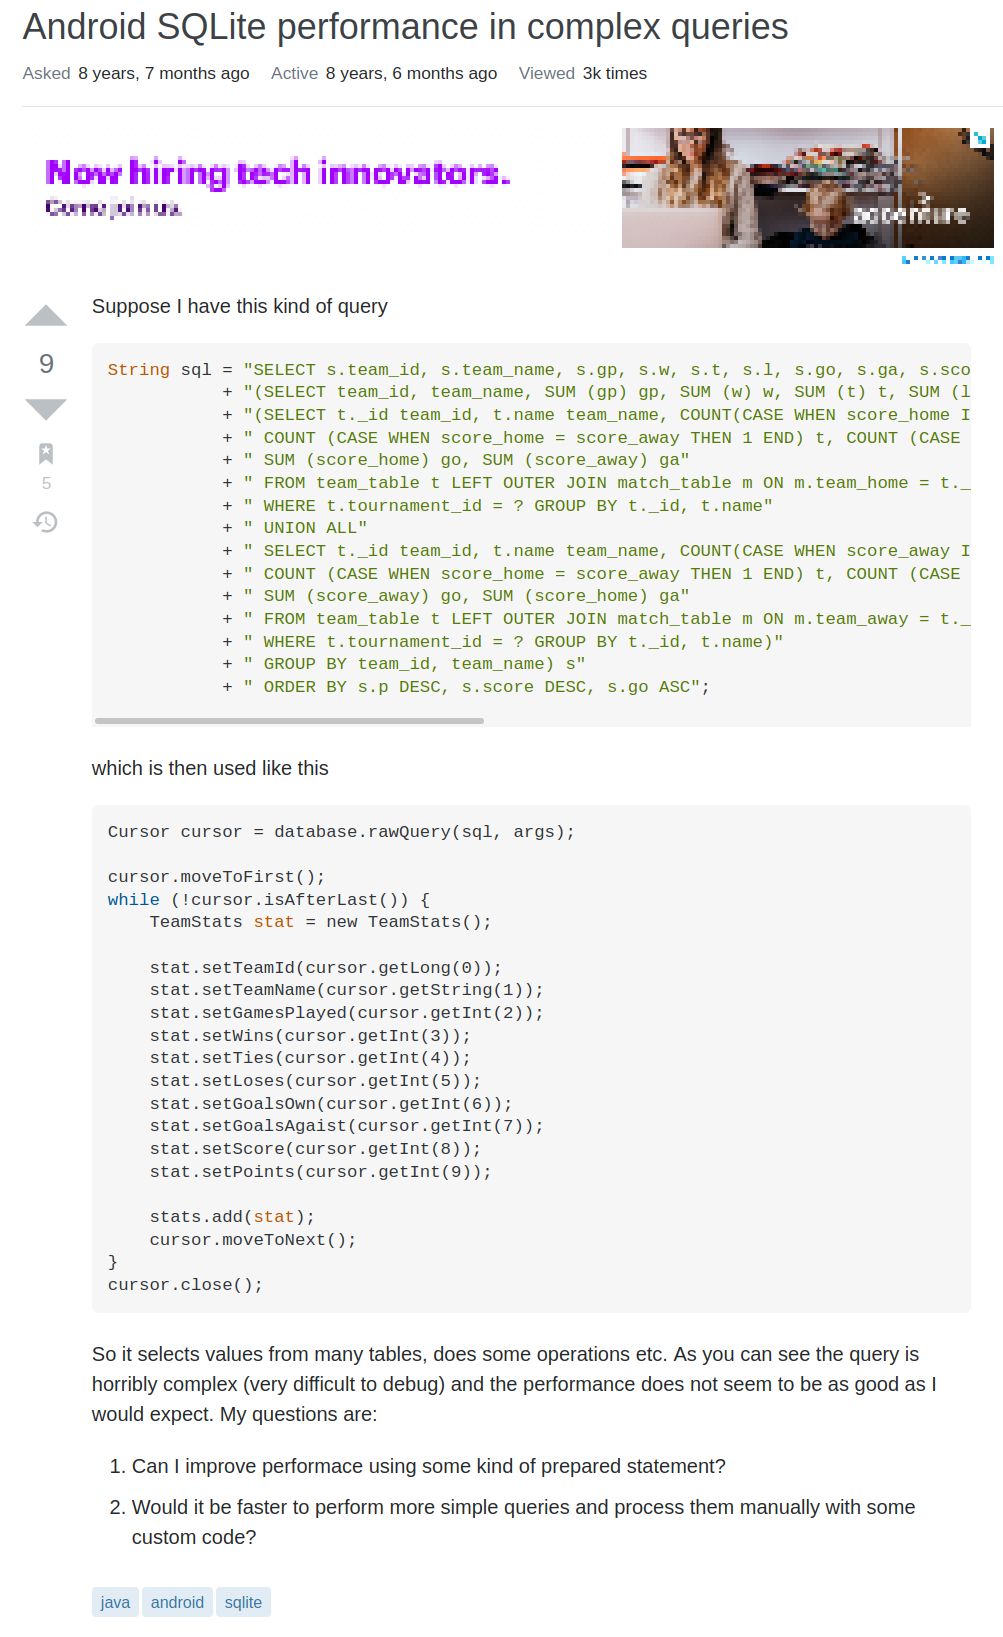 Android SQLite performance in complex queries
Asked 8 years, 7 months ago Active 8 years, 6 months ago Viewed 3k times
Now hiring tech innovators.
Come join us.
accenture
Suppose I have this kind of query
9
5
String sql = "SELECT s.team_id, s.team_name, s.gp, s.w, s.t, s.l, s.go, s.ga, s.sco
+ "(SELECT team_id, team_name, SUM (gp) gp, SUM (w) w, SUM (t) t, SUM (l
+ "(SELECT t._id team_id, t.name team_name, COUNT(CASE WHEN score_home I
+ " COUNT (CASE WHEN score_home = score_away THEN 1 END) t, COUNT (CASE
+ " SUM (score_home) go, SUM (score_away) ga"
+ " FROM team_table t LEFT OUTER JOIN match_table m ON m.team_home = t._
+ " WHERE t.tournament_id = ? GROUP BY t._id, t.name"
+ " UNION ALL"
+ " SELECT t._id team_id, t.name team_name, COUNT(CASE WHEN score_away I
+ " COUNT (CASE WHEN score_home = score_away THEN 1 END) t, COUNT (CASE
+ " SUM (score_away) go, SUM (score_home) ga"
+ " FROM team_table t LEFT OUTER JOIN match_table m ON m.team_away = t._
+ " WHERE t.tournament_id = ? GROUP BY t._id, t.name)"
+ " GROUP BY team_id, team_name) s"
+ " ORDER BY s.p DESC, s.score DESC, s.go ASC";
which is then used like this
Cursor cursor = database.rawQuery(sql, args);
cursor.moveToFirst();
while (!cursor.isAfterLast()) {
TeamStats stat = new TeamStats();
stat.setTeamId(cursor.getLong(0));
stat.setTeamName(cursor.getString(1));
stat.setGamesPlayed(cursor.getInt(2));
stat.setWins(cursor.getInt(3));
stat.setTies(cursor.getInt(4));
stat.setLoses(cursor.getInt(5));
stat.setGoalsOwn(cursor.getInt(6));
stat.setGoalsAgaist(cursor.getInt(7));
stat.setScore(cursor.getInt(8));
stat.setPoints(cursor.getInt(9));
stats.add(stat);
cursor.moveToNext();
}
cursor.close();
So it selects values from many tables, does some operations etc. As you can see the query is
horribly complex (very difficult to debug) and the performance does not seem to be as good as I
would expect. My questions are:
1. Can I improve performace using some kind of prepared statement?
2. Would it be faster to perform more simple queries and process them manually with some
custom code?
java android sqlite